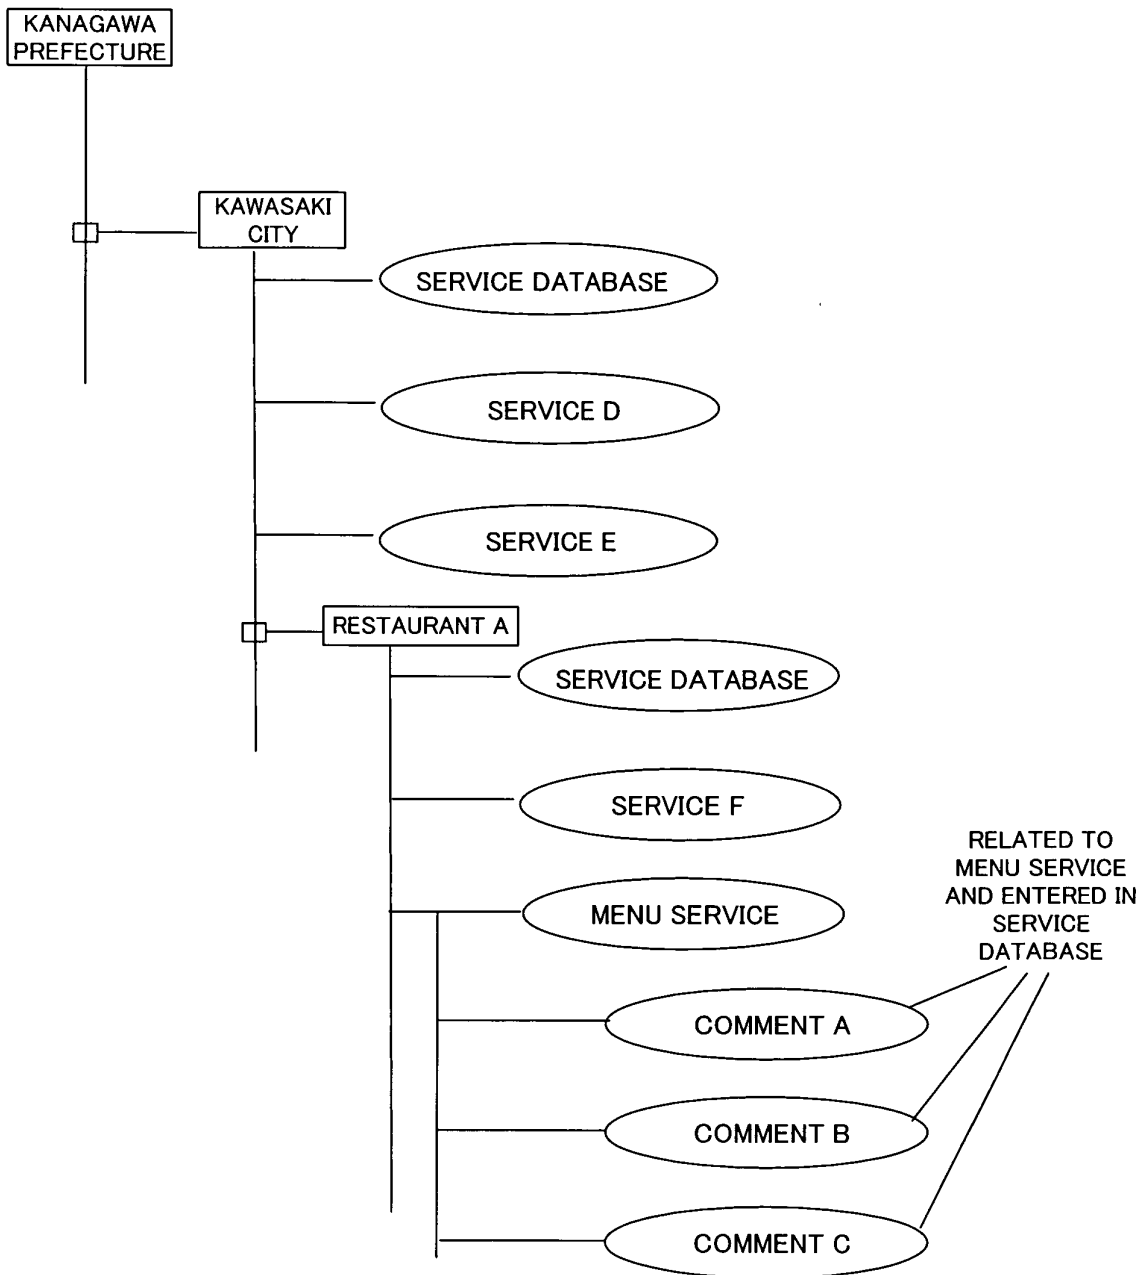 KANAGAWA
PREFECTURE
KAWASAKI
CITY
SERVICE DATABASE
SERVICE D
SERVICE E
RESTAURANT A
SERVICE DATABASE
SERVICE F
MENU SERVICE
RELATED TO
MENU SERVICE
AND ENTERED IN
SERVICE
DATABASE
COMMENT A
COMMENT B
COMMENT C